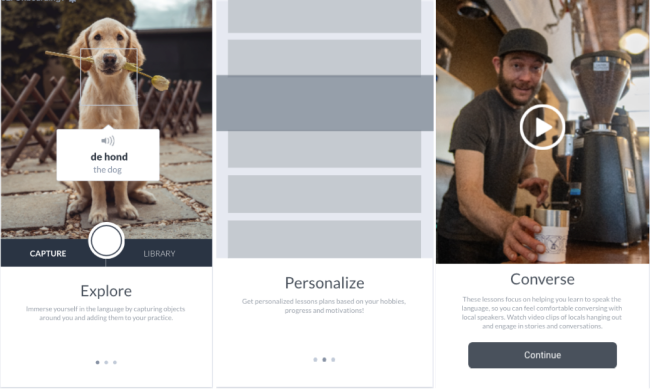 de hond
the dog
CAPTURE
LIBRARY
Explore
Immerse yourself in the language by capturing objects
around you and adding them to your practice.
Personalize
Get personalized lessons plans based on your hobbies,
progress and motivations!
Converse
These lessons focus on helping you learn to speak the
language, so you can feel comfortable conversing with
local speakers. Watch video clips of locals hanging out
and engage in stories and conversations.
Continue